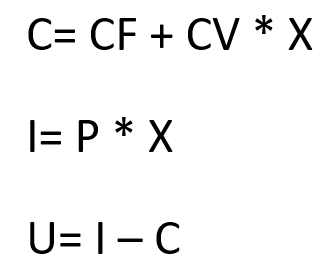 C= CF + CV * X
I= P * X
U= I – C